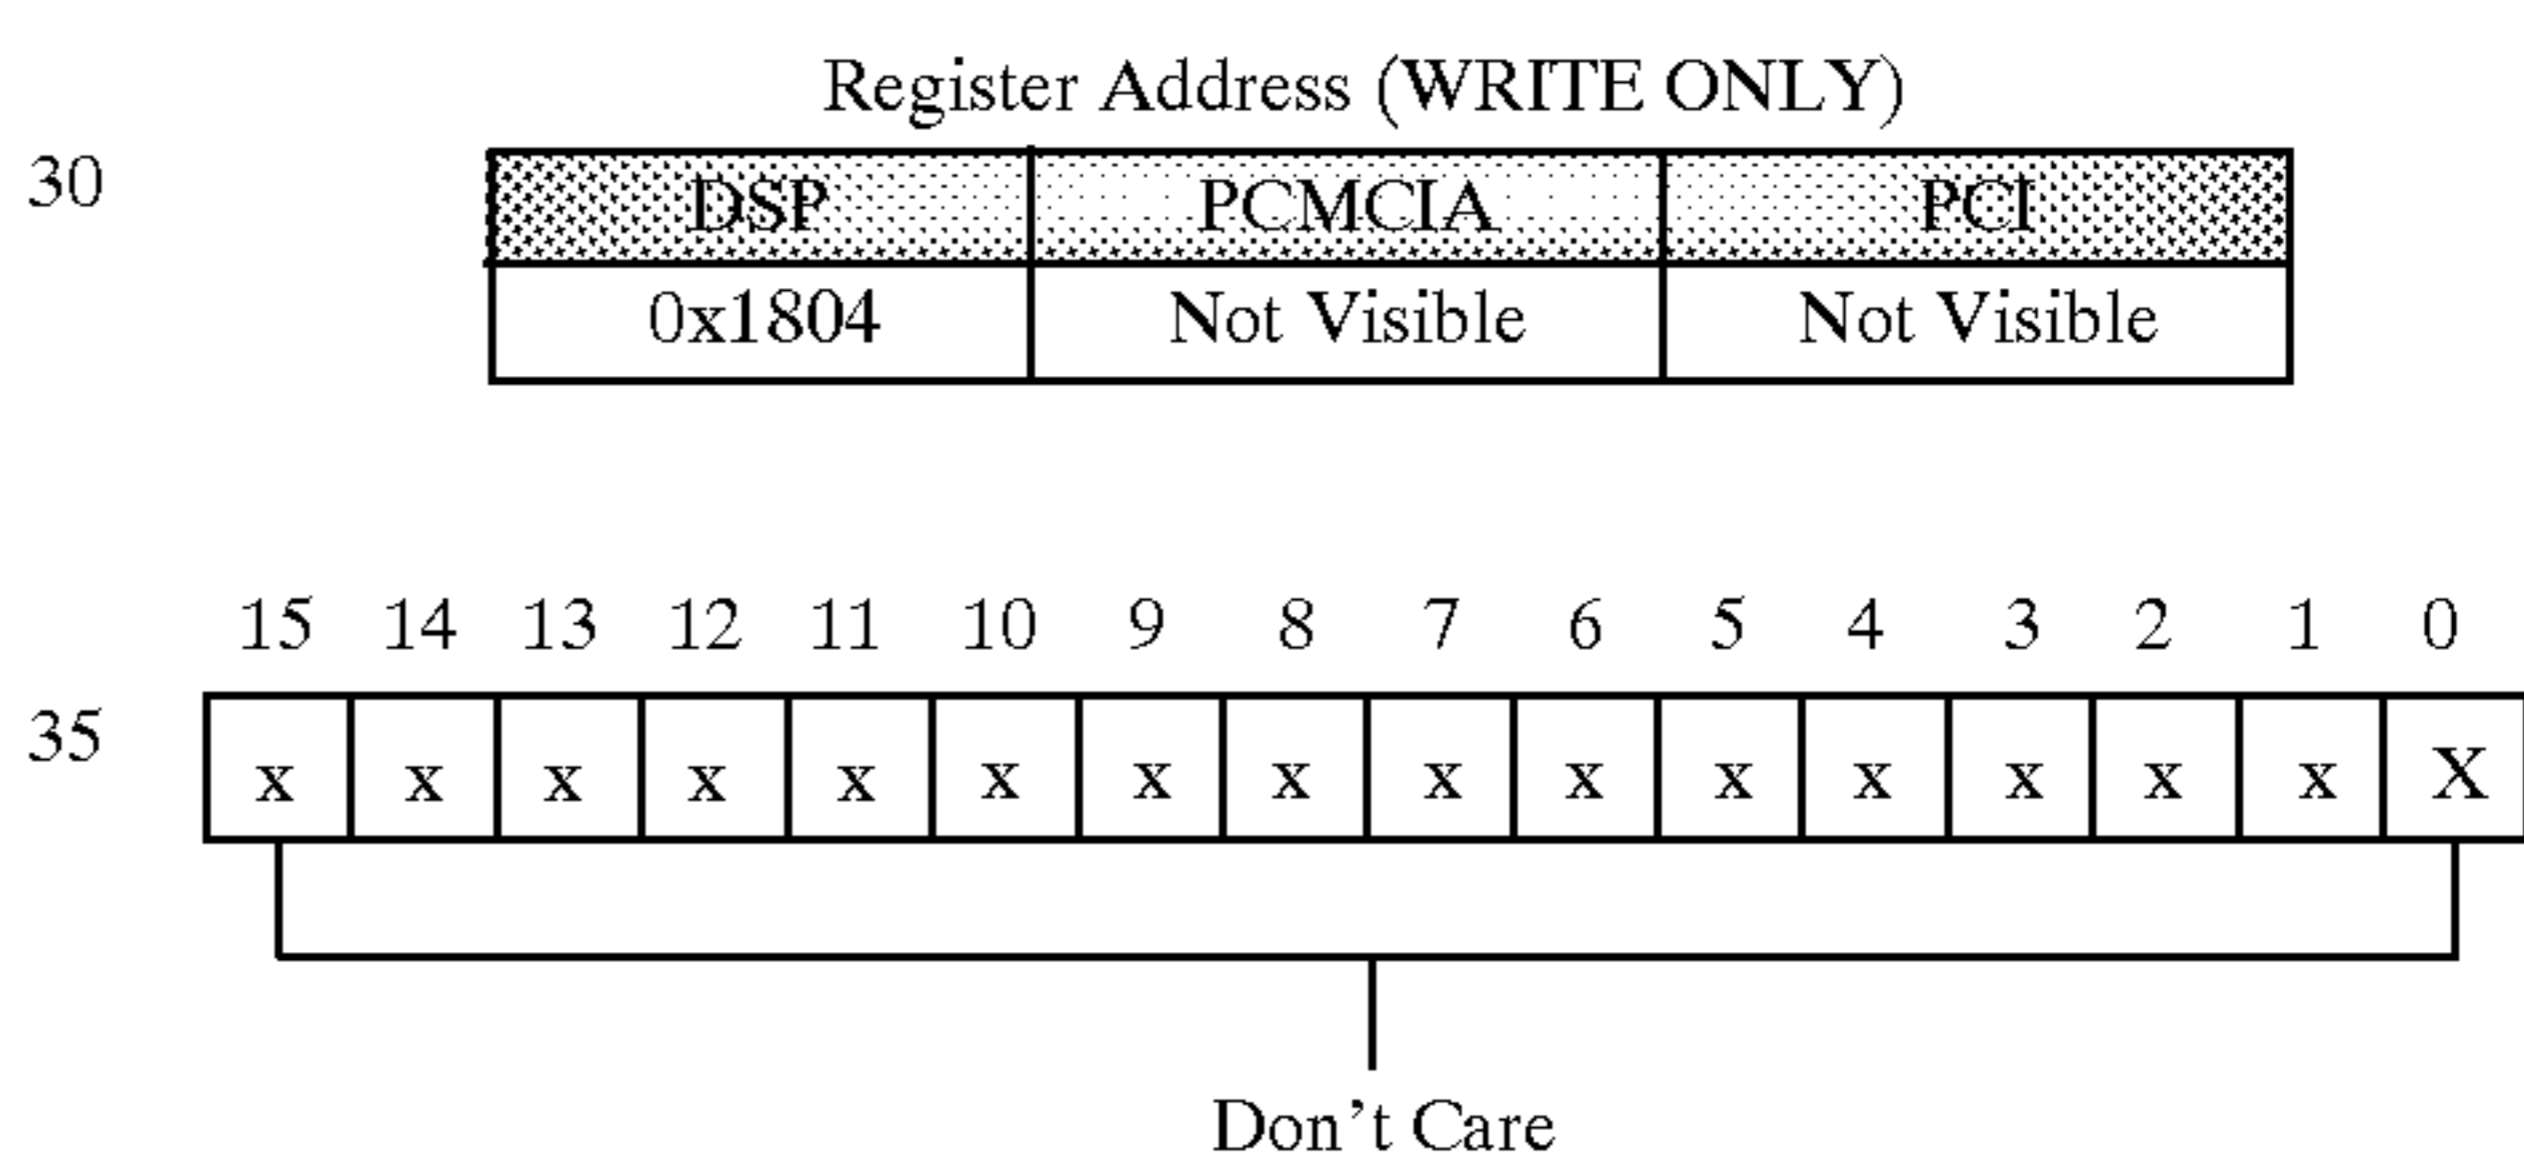 Register Address (WRITE ONLY)
30 DSP PCMCIA PCI
0x1804 Not Visible Not Visible
15 14 13 12 11 10 9 8 7 6 5 4 3 2 1 0
35 x x x x x x x x x x x x x x x X
Don't Care